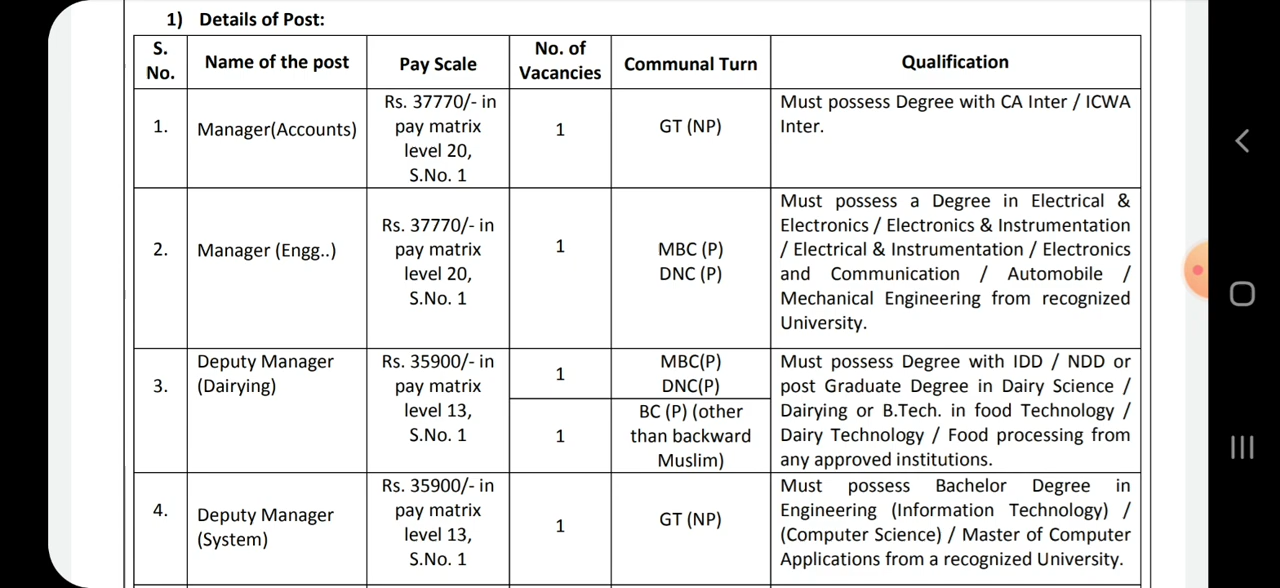 1) Details of Post:
S. No.
Name of the post
Pay Scale
No. of Vacancies
Communal Turn
Qualification
1.
Manager(Accounts)
Rs. 37770/- in
pay matrix
level 20,
S.No. 1
1
GT (NP)
Must possess Degree with CA Inter / ICWA
Inter.
2.
Manager (Engg..)
Rs. 37770/- in
pay matrix
level 20,
S.No. 1
1
MBC (P)
DNC (P)
Must possess a Degree in Electrical &
Electronics / Electronics & Instrumentation
/ Electrical & Instrumentation / Electronics
and Communication / Automobile /
Mechanical Engineering from recognized
University.
3.
Deputy Manager
(Dairying)
Rs. 35900/- in
pay matrix
level 13,
S.No. 1
1
MBC(P)
DNC(P)
1
BC (P) (other
than backward
Muslim)
Must possess Degree with IDD / NDD or
post Graduate Degree in Dairy Science /
Dairying or B.Tech. in food Technology /
Dairy Technology / Food processing from
any approved institutions.
4.
Deputy Manager
(System)
Rs. 35900/- in
pay matrix
level 13,
S.No. 1
1
GT (NP)
Must possess Bachelor Degree in
Engineering (Information Technology) /
(Computer Science) / Master of Computer
Applications from a recognized University.